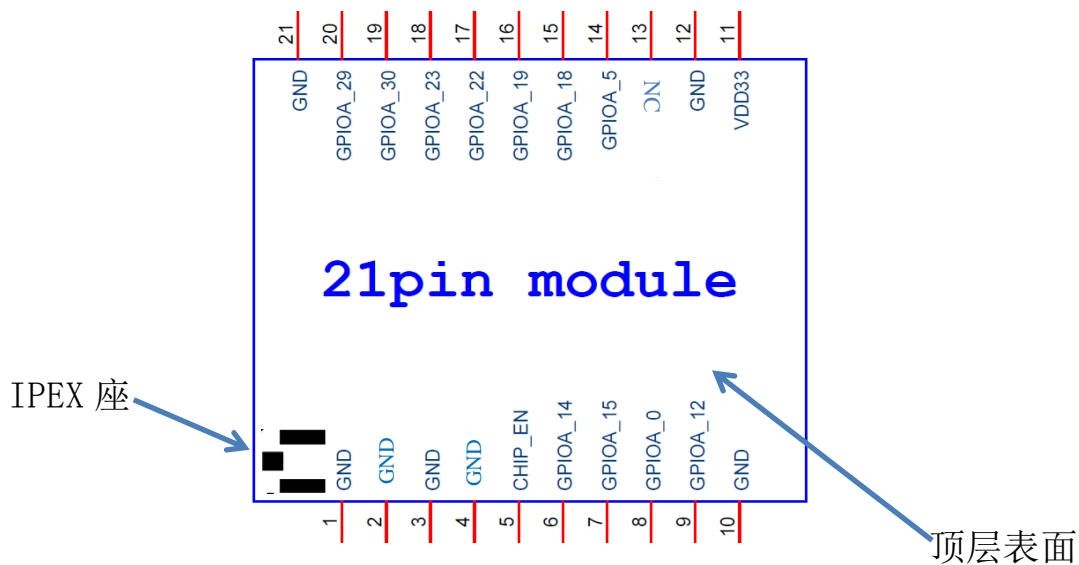 21 20 19 18 17 16 15 14 13 12 11
GND GPIOA_29 GPIOA_30 GPIOA_23 GPIOA_22 GPIOA_19 GPIOA_18 GPIOA_5 NC GND VDD33
21pin module
IPEX 座
GND GND GND GND CHIP_EN GPIOA_14 GPIOA_15 GPIOA_0 GPIOA_12 GND
1 2 3 4 5 6 7 8 9 10
顶层表面